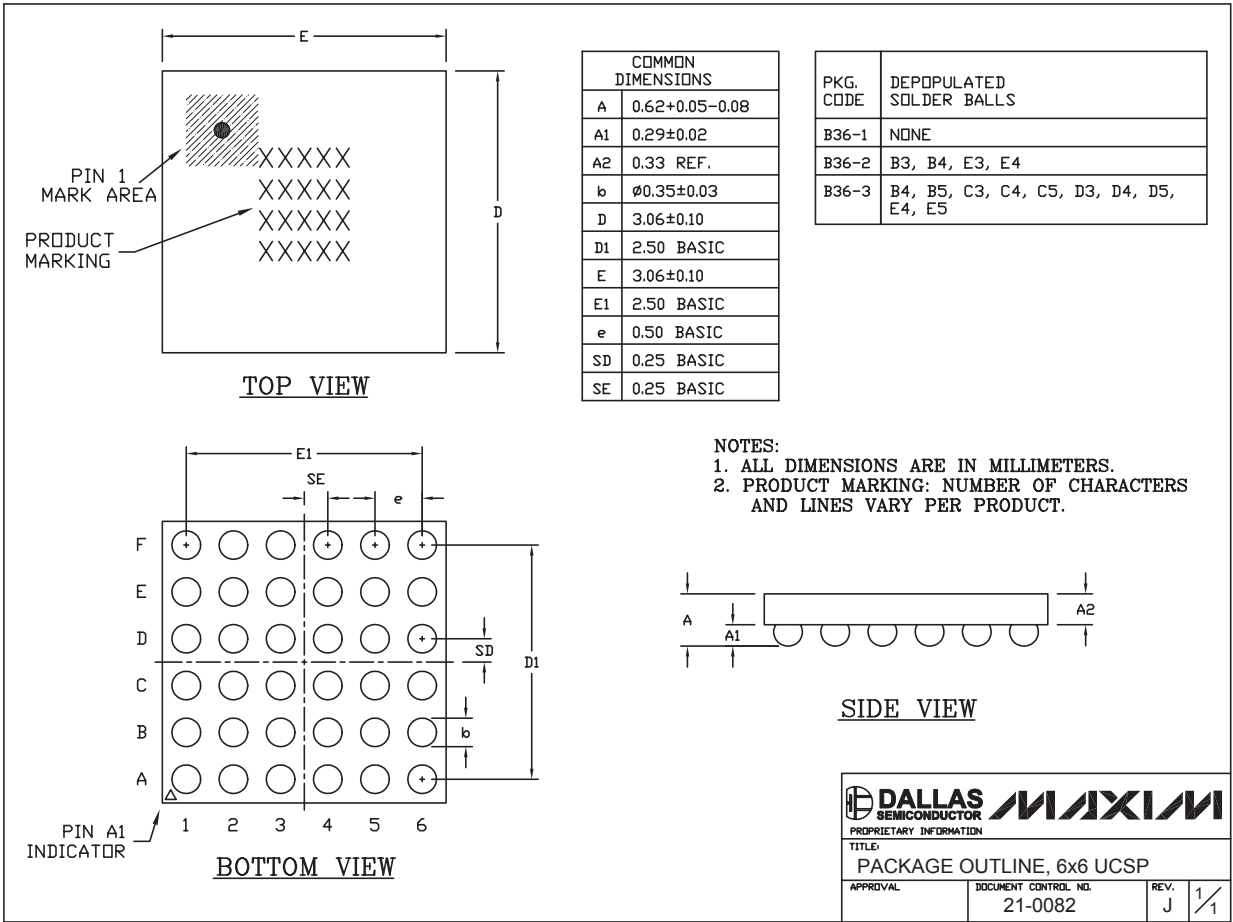 E
PIN 1
MARK AREA
XXXXX
XXXXX
XXXXX
XXXXX
PRODUCT
MARKING
D
TOP VIEW
COMMON
DIMENSIONS
A 0.62+0.05-0.08
A1 0.29±0.02
A2 0.33 REF.
b ø0.35±0.03
D 3.06±0.10
D1 2.50 BASIC
E 3.06±0.10
E1 2.50 BASIC
e 0.50 BASIC
SD 0.25 BASIC
SE 0.25 BASIC
PKG.
CODE
DEPOPULATED
SOLDER BALLS
B36-1 NONE
B36-2 B3, B4, E3, E4
B36-3 B4, B5, C3, C4, C5, D3, D4, D5,
E4, E5
NOTES:
1. ALL DIMENSIONS ARE IN MILLIMETERS.
2. PRODUCT MARKING: NUMBER OF CHARACTERS
AND LINES VARY PER PRODUCT.
E1
SE
e
F
E
D
C
B
A
SD
D1
b
1 2 3 4 5 6
PIN A1
INDICATOR
BOTTOM VIEW
A
A1
A2
SIDE VIEW
DALLAS
SEMICONDUCTOR
MAXIM
PROPRIETARY INFORMATION
TITLE:
PACKAGE OUTLINE, 6x6 UCSP
APPROVAL
DOCUMENT CONTROL NO.
21-0082
REV.
J
1/1